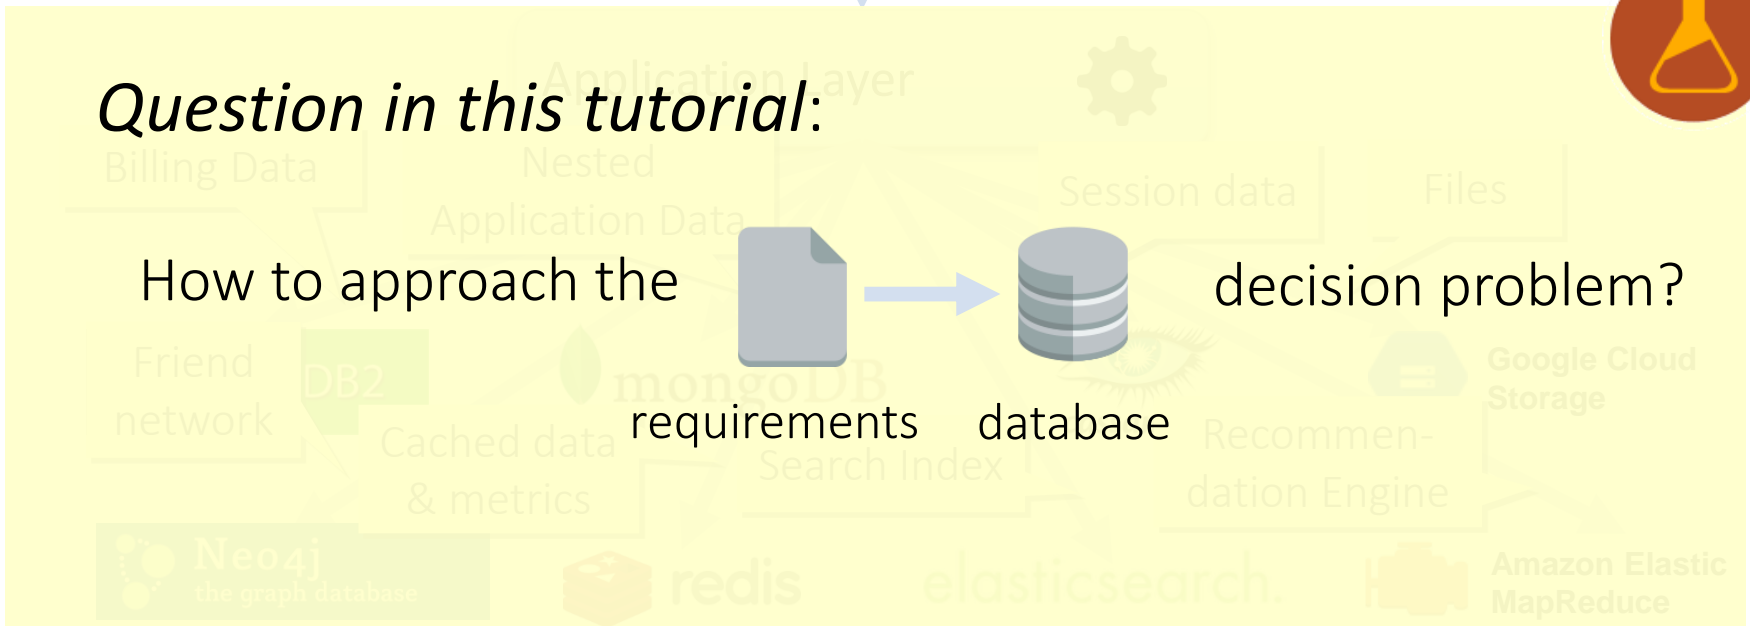 Application Layer
Question in this tutorial:
Billing Data
Nested
Application Data
Session data
Files
How to approach the
decision problem?
Friend
network
DB2
mongoDB
Google Cloud
Storage
requirements
database
Cached data
& metrics
Search Index
Recommen-
dation Engine
Neo4j
the graph database
redis
elasticsearch.
Amazon Elastic
MapReduce